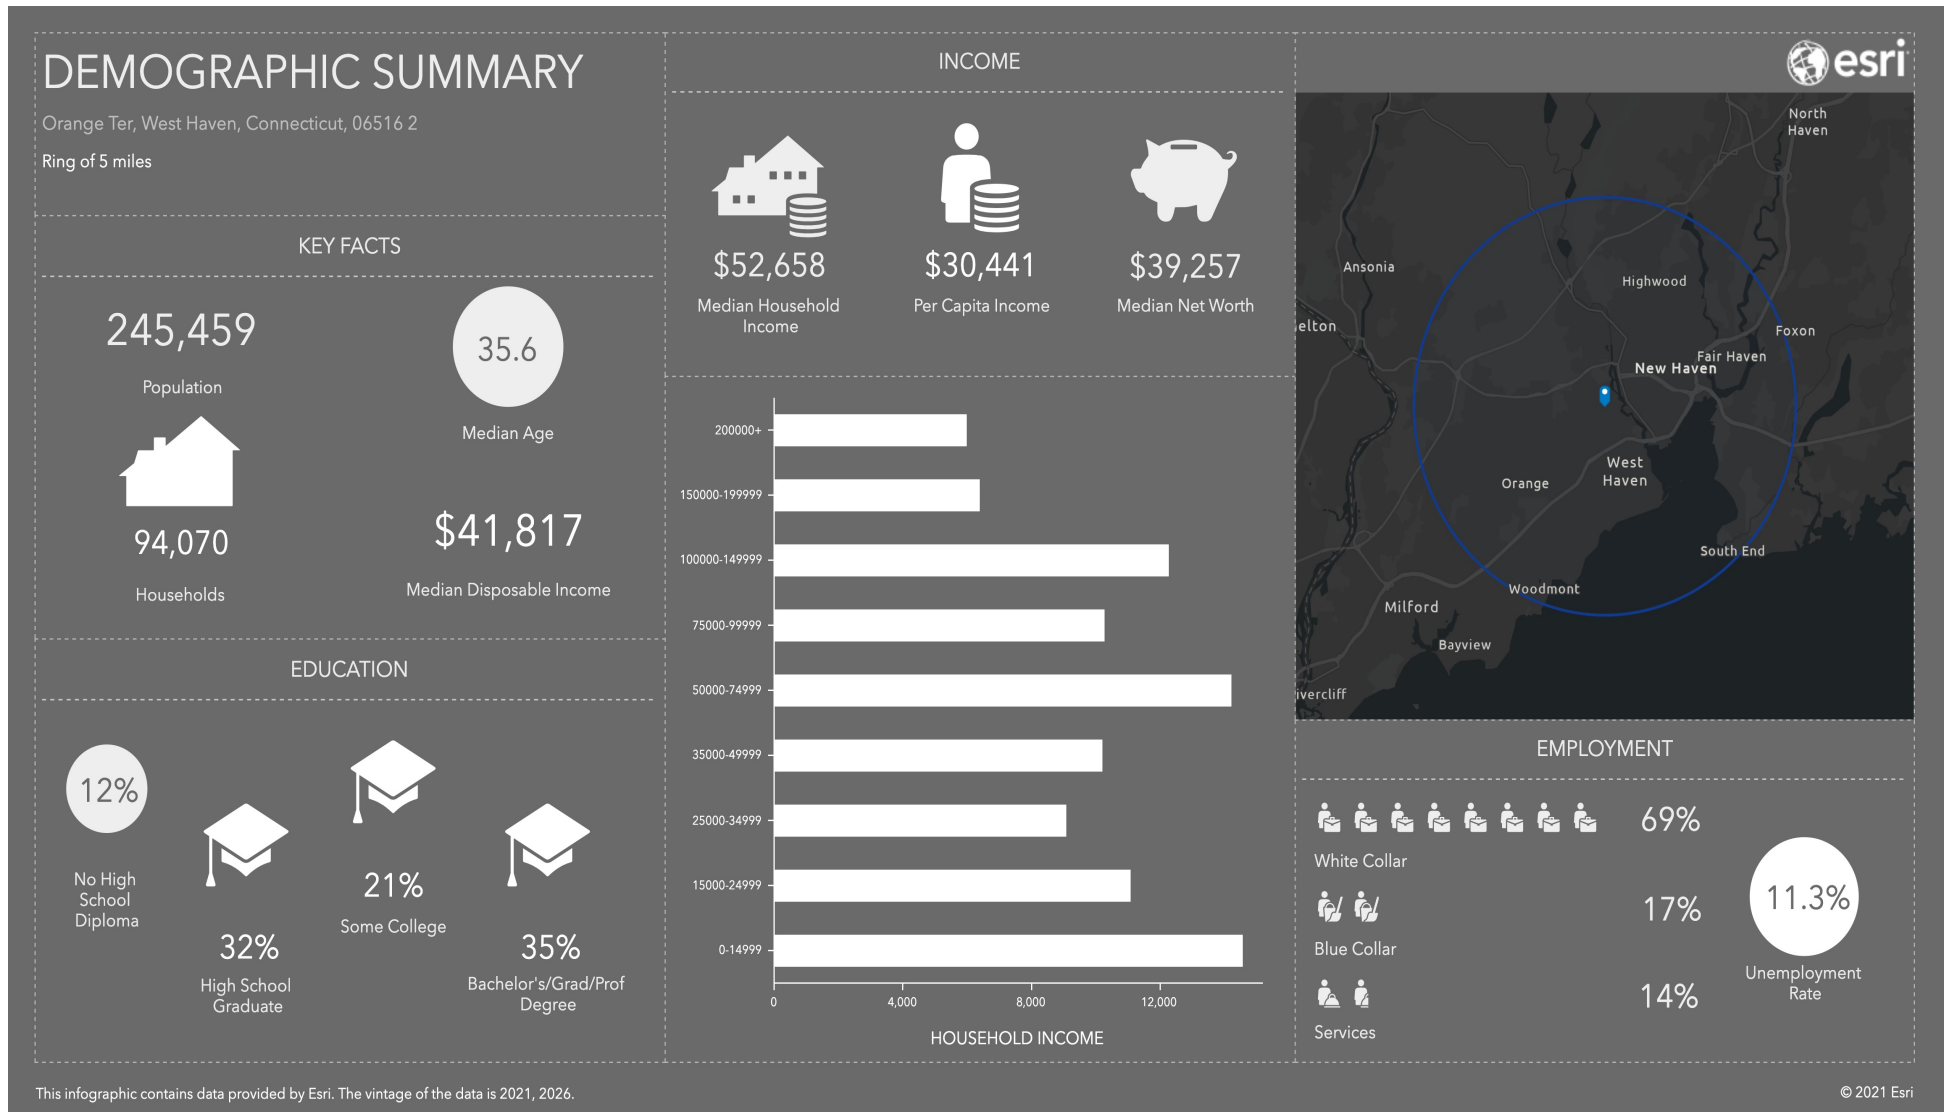 DEMOGRAPHIC SUMMARY
Orange Ter, West Haven, Connecticut, 06516 2
Ring of 5 miles
KEY FACTS
245,459
Population
35.6
Median Age
94,070
Households
$41,817
Median Disposable Income
EDUCATION
12%
No High
School
Diploma
32%
High School
Graduate
21%
Some College
35%
Bachelor's/Grad/Prof
Degree
INCOME
$52,658
Median Household
Income
$30,441
Per Capita Income
$39,257
Median Net Worth
200000+
150000-199999
100000-149999
75000-99999
50000-74999
35000-49999
25000-34999
15000-24999
0-14999
0 4,000 8,000 12,000
HOUSEHOLD INCOME
esri
North
Haven
Ansonia
Highwood
elton
Foxon
Fair Haven
New Haven
West
Haven
Orange
South End
Woodmont
Milford
Bayview
ivercliff
EMPLOYMENT
69%
White Collar
17%
Blue Collar
14%
Services
11.3%
Unemployment
Rate
This infographic contains data provided by Esri. The vintage of the data is 2021, 2026.
© 2021 Esri